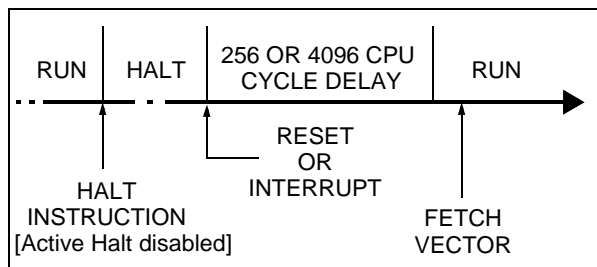 RUN
HALT
256 OR 4096 CPU
CYCLE DELAY
RUN
RESET
OR
INTERRUPT
HALT
INSTRUCTION
[Active Halt disabled]
FETCH
VECTOR